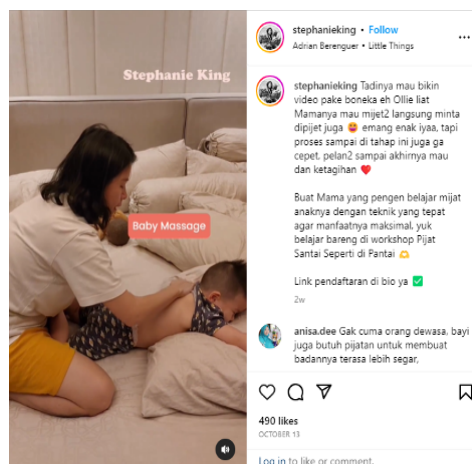 Stephanie King
Baby Massage
stephanieking • Follow
Adrian Berenguer • Little Things
stephanieking Tadinya mau bikin
video pake boneka eh Ollie liat
Mamanya mau mijet2 langsung minta
dipijet juga 🤩 emang enak iyaa, tapi
proses sampai di tahap ini juga ga
cepet, pelan2 sampai akhirnya mau
dan ketagihan ❤️
Buat Mama yang pengen belajar mijat
anaknya dengan teknik yang tepat
agar manfaatnya maksimal, yuk
belajar bareng di workshop Pijat
Santai Seperti di Pantai 🫶
Link pendaftaran di bio ya ✅
2w
anisa.dee Gak cuma orang dewasa, bayi
juga butuh pijatan untuk membuat
badannya terasa lebih segar,
490 likes
OCTOBER 13
Log in to like or comment.